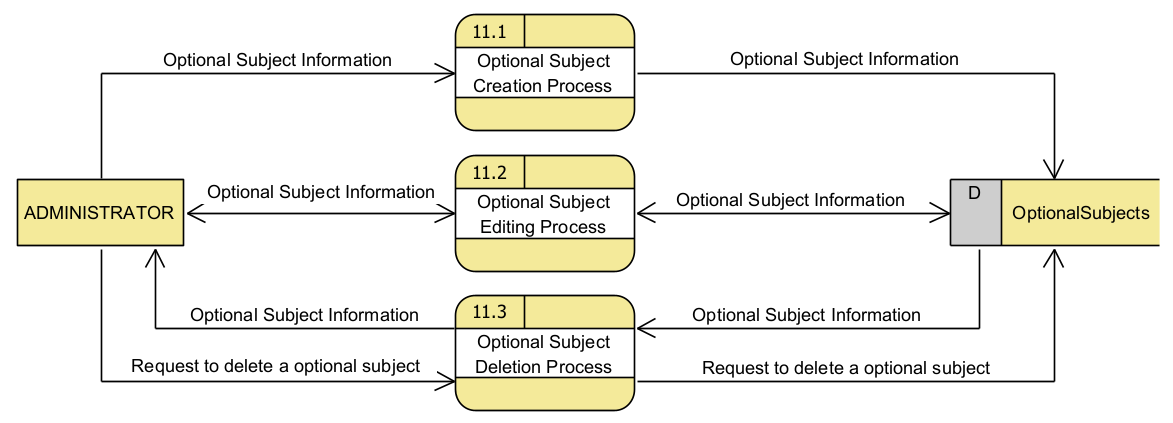 11.1
Optional Subject Information
Optional Subject
Creation Process
Optional Subject Information
11.2
Optional Subject Information
Optional Subject
Editing Process
Optional Subject Information
ADMINISTRATOR
D
OptionalSubjects
11.3
Optional Subject Information
Optional Subject
Deletion Process
Optional Subject Information
Request to delete a optional subject
Request to delete a optional subject